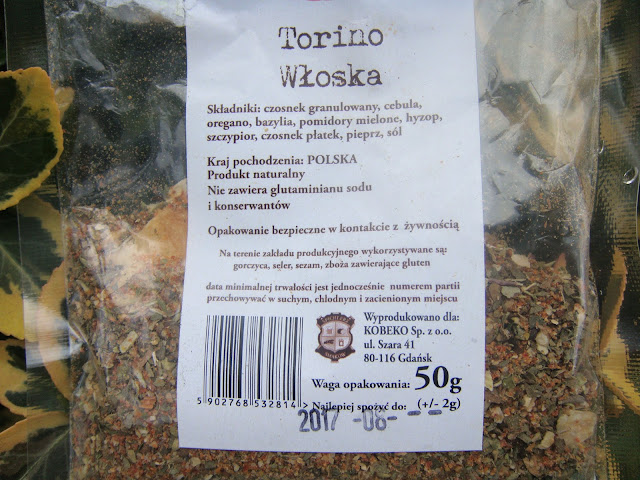 Torino
Włoska
Składniki: czosnek granulowany, cebula,
oregano, bazylia, pomidory mielone, hyzop,
szczypior, czosnek płatek, pieprz, sól
Kraj pochodzenia: POLSKA
Produkt naturalny
Nie zawiera glutaminianu sodu
i konserwantów
Opakowanie bezpieczne w kontakcie z żywnością
Na terenie zakładu produkcyjnego wykorzystywane są:
gorczyca, seler, sezam, zboża zawierające gluten
data minimalnej trwałości jest jednocześnie numerem partii
przechowywać w suchym, chłodnym i zacienionym miejscu
Wyprodukowano dla:
KOBEKO Sp. z o.o.
ul. Szara 41
80-116 Gdańsk
Waga opakowania: 50g
5 902768 532814 > Najlepiej spożyć do: (+/- 2g)
2017 -08- --